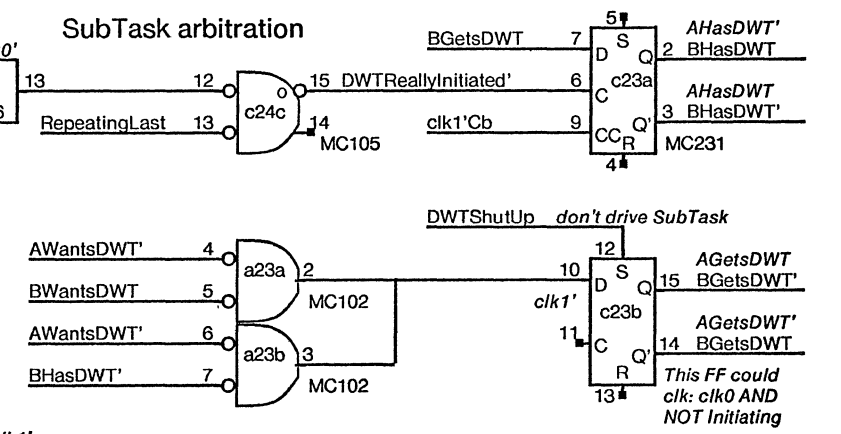 SubTask arbitration
0'
13
6
12
15
DWTReallyInitiated'
o
c24c
RepeatingLast
13
14
MC105
5
BGetsDWT
7
D
S
Q
2
AHasDWT'
BHasDWT
6
C
c23a
AHasDWT
3
BHasDWT'
clk1'Cb
9
CC
R
Q'
4
MC231
DWTShutUp
don't drive SubTask
12
AWantsDWT'
4
a23a
2
BWantsDWT
5
MC102
AWantsDWT'
6
a23b
3
BHasDWT'
7
MC102
10
D
S
Q
15
AGetsDWT
BGetsDWT'
clk1'
c23b
11
C
AGetsDWT'
14
BGetsDWT
Q'
R
13
This FF could
clk: clk0 AND
NOT Initiating